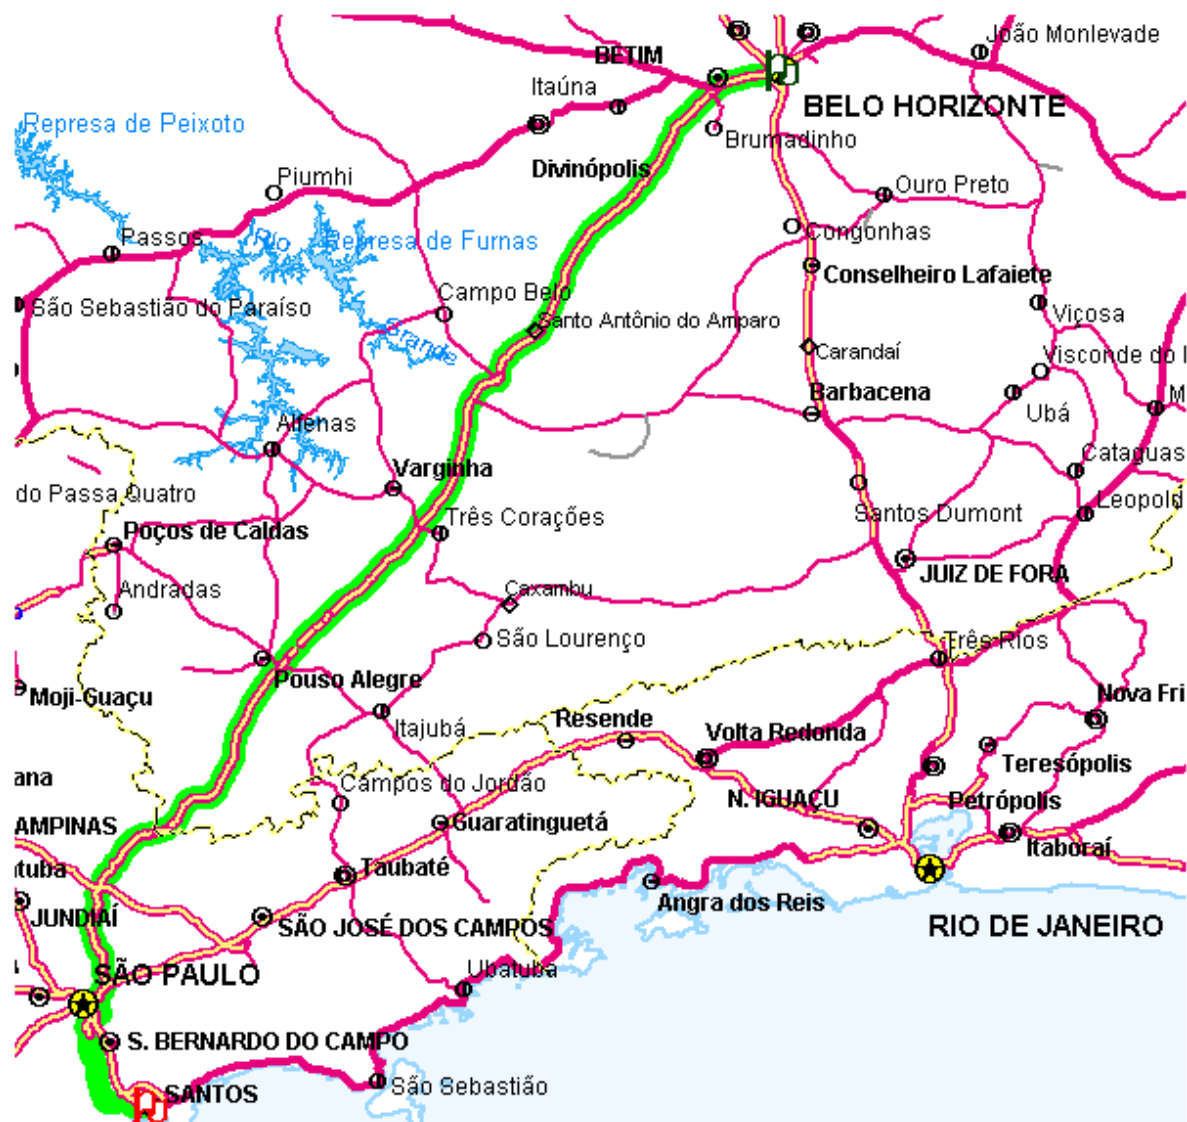 João Monlevade
BETIM
Itaúna
BELO HORIZONTE
Represa de Peixoto
Brumadinho
Divinópolis
Piumhi
Ouro Preto
Passos
Rio
Represa de Furnas
Congonhas
Conselheiro Lafaiete
Campo Belo
São Sebastião do Paraíso
Santo Antônio do Amparo
Viçosa
Grande
Carandaí
Visconde do
Barbacena
M
Ubá
Alfenas
Varginha
Cataguas
do Passa Quatro
Leopold
Três Corações
Santos Dumont
Poços de Caldas
JUIZ DE FORA
Andradas
Caxambu
São Lourenço
Três Rios
Pouso Alegre
Moji-Guaçu
Nova Fri
Itajubá
Resende
Volta Redonda
Teresópolis
ana
Campos do Jordão
N. IGUAÇU
Petrópolis
AMPINAS
Guaratinguetá
Itaboraí
atuba
Taubaté
Angra dos Reis
JUNDIAÍ
SÃO JOSÉ DOS CAMPOS
RIO DE JANEIRO
SÃO PAULO
Ubatuba
S. BERNARDO DO CAMPO
São Sebastião
SANTOS